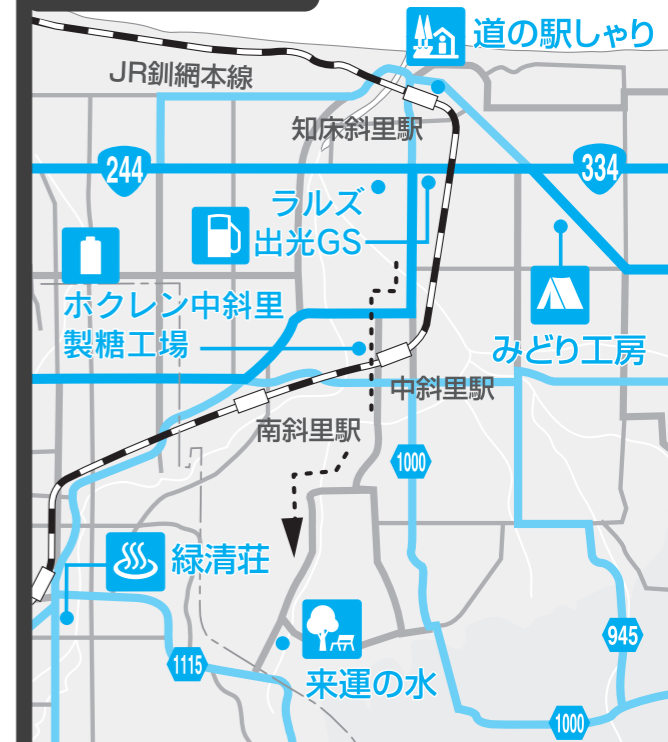 道の駅しゃり
JR釧網本線
知床斜里駅
244
334
ラルズ
出光GS
ホクレン中斜里
製糖工場
みどり工房
中斜里駅
南斜里駅
1000
緑清荘
945
1115
来運の水
1000